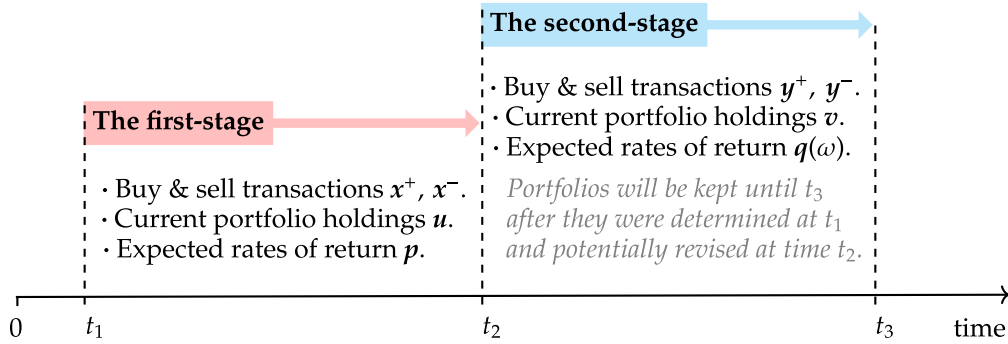 The second-stage
· Buy & sell transactions y⁺, y⁻.
· Current portfolio holdings v.
· Expected rates of return q(ω).
Portfolios will be kept until t₃
after they were determined at t₁
and potentially revised at time t₂.
The first-stage
· Buy & sell transactions x⁺, x⁻.
· Current portfolio holdings u.
· Expected rates of return p.
0 t₁ t₂ t₃ time